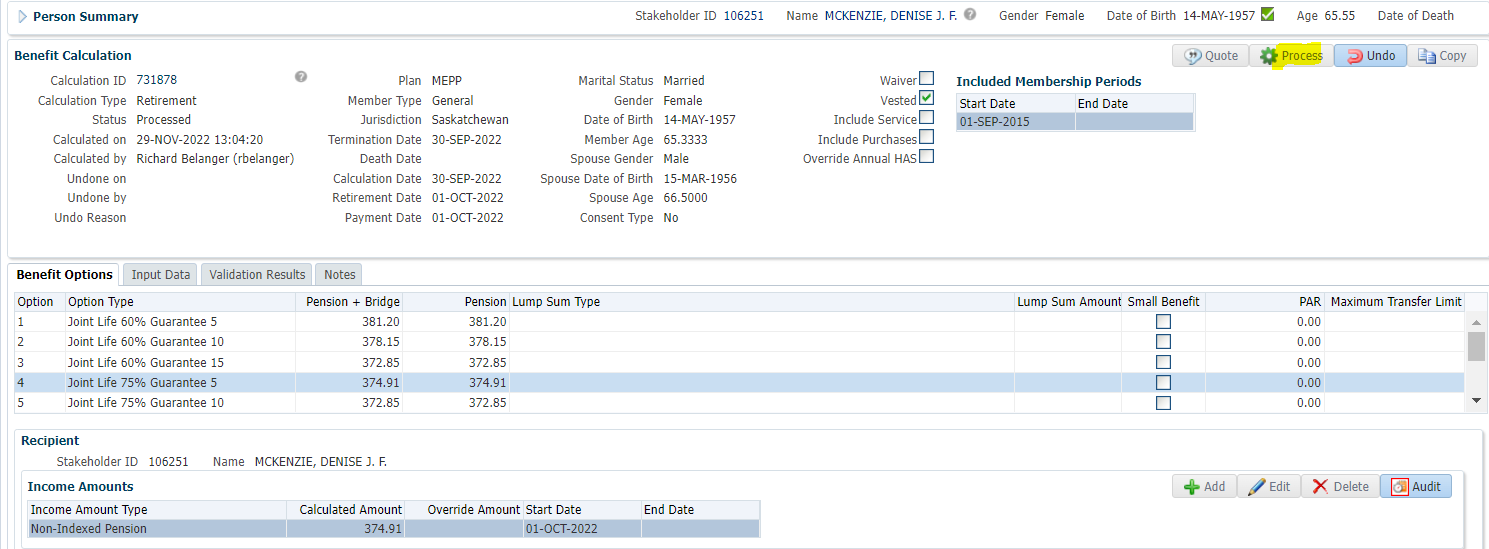 Person Summary Stakeholder ID 106251 Name MCKENZIE, DENISE J. F. ? Gender Female Date of Birth 14-MAY-1957 Age 65.55 Date of Death
Benefit Calculation Quote Process Undo Copy
Calculation ID 731878 ? Plan MEPP Marital Status Married Waiver Included Membership Periods
Calculation Type Retirement Member Type General Gender Female Vested Start Date End Date
Status Processed Jurisdiction Saskatchewan Date of Birth 14-MAY-1957 Include Service 01-SEP-2015
Calculated on 29-NOV-2022 13:04:20 Termination Date 30-SEP-2022 Member Age 65.3333 Include Purchases
Calculated by Richard Belanger (rbelanger) Death Date Spouse Gender Male Override Annual HAS
Undone on Calculation Date 30-SEP-2022 Spouse Date of Birth 15-MAR-1956
Undone by Retirement Date 01-OCT-2022 Spouse Age 66.5000
Undo Reason Payment Date 01-OCT-2022 Consent Type No
Benefit Options Input Data Validation Results Notes
Option Option Type Pension + Bridge Pension Lump Sum Type Lump Sum Amount Small Benefit PAR Maximum Transfer Limit
1 Joint Life 60% Guarantee 5 381.20 381.20 0.00
2 Joint Life 60% Guarantee 10 378.15 378.15 0.00
3 Joint Life 60% Guarantee 15 372.85 372.85 0.00
4 Joint Life 75% Guarantee 5 374.91 374.91 0.00
5 Joint Life 75% Guarantee 10 372.85 372.85 0.00
Recipient
Stakeholder ID 106251 Name MCKENZIE, DENISE J. F.
Income Amounts Add Edit Delete Audit
Income Amount Type Calculated Amount Override Amount Start Date End Date
Non-Indexed Pension 374.91 01-OCT-2022